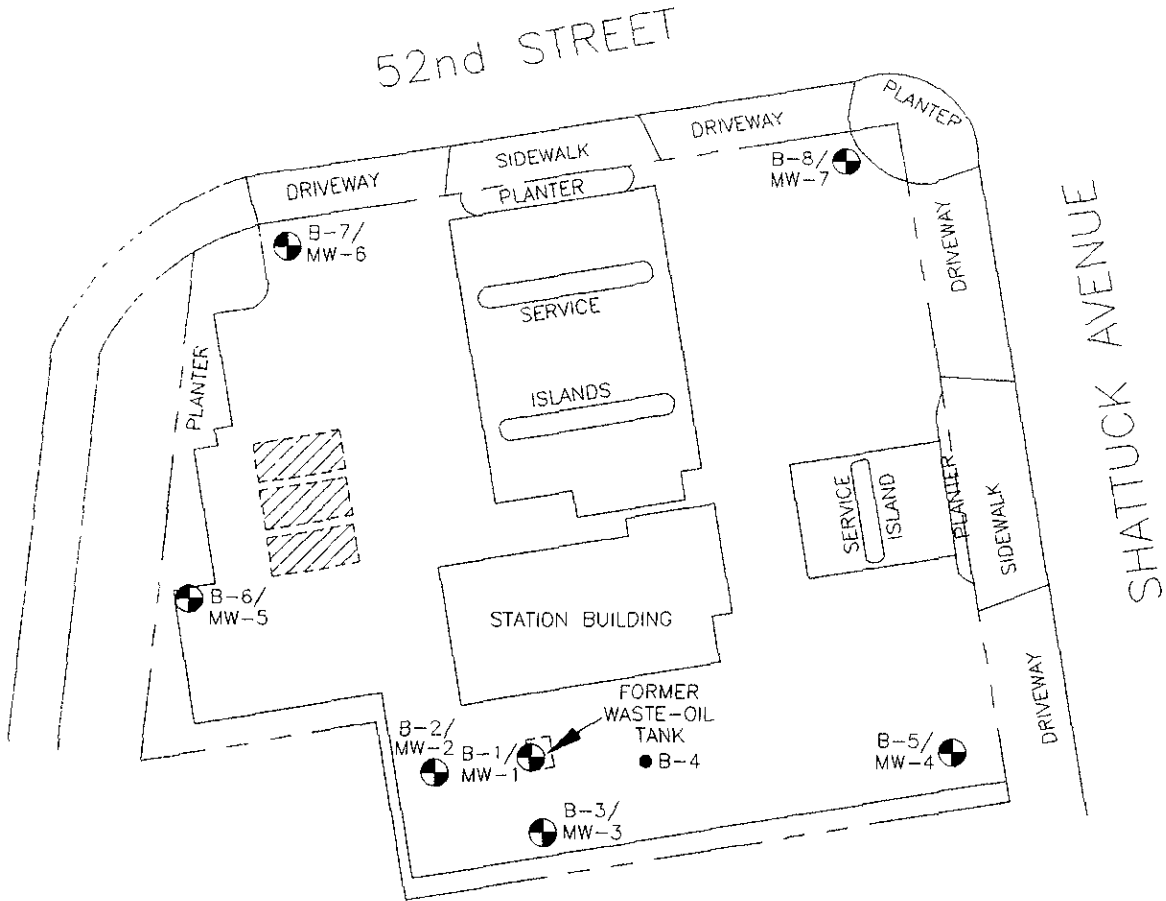 52nd STREET
PLANTER
DRIVEWAY
SIDEWALK
DRIVEWAY
PLANTER
B-8/
MW-7
B-7/
MW-6
DRIVEWAY
SERVICE
ISLANDS
PLANTER
SHATTUCK AVENUE
SERVICE
ISLAND
PLANTER
SIDEWALK
B-6/
MW-5
STATION BUILDING
DRIVEWAY
FORMER
WASTE-OIL
TANK
B-2/
MW-2
B-1/
MW-1
B-4
B-5/
MW-4
B-3/
MW-3